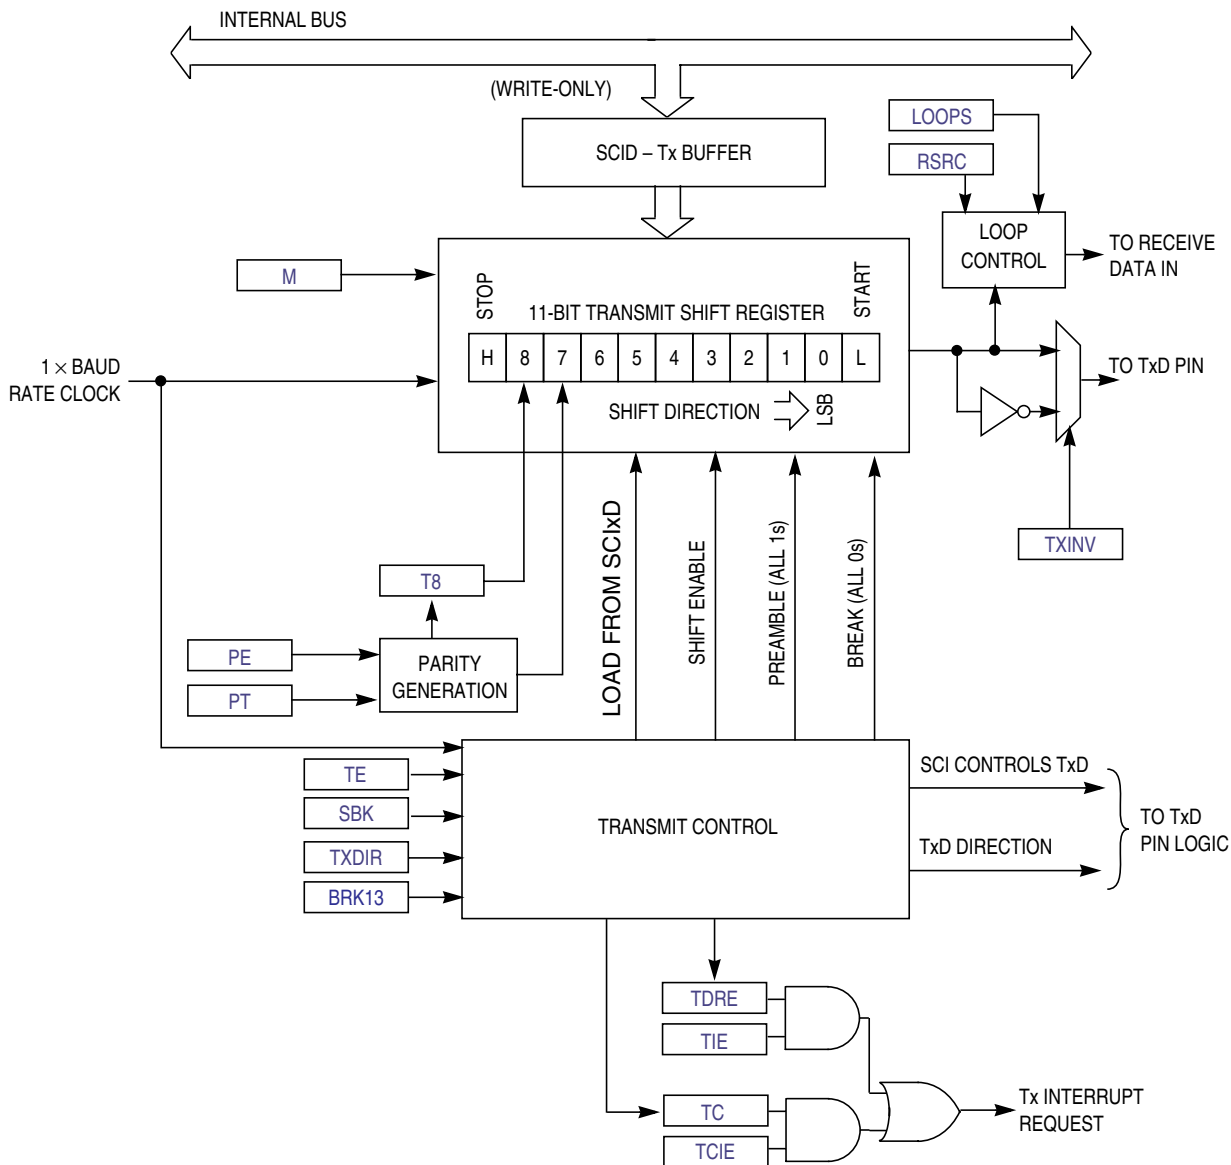 INTERNAL BUS
(WRITE-ONLY)
SCID – Tx BUFFER
LOOPS
RSRC
LOOP
CONTROL
TO RECEIVE
DATA IN
M
STOP
11-BIT TRANSMIT SHIFT REGISTER
START
H 8 7 6 5 4 3 2 1 0 L
SHIFT DIRECTION
LSB
1 × BAUD
RATE CLOCK
TO TxD PIN
TXINV
LOAD FROM SCIxD
SHIFT ENABLE
PREAMBLE (ALL 1s)
BREAK (ALL 0s)
T8
PE
PT
PARITY
GENERATION
TE
SBK
TXDIR
BRK13
TRANSMIT CONTROL
SCI CONTROLS TxD
TxD DIRECTION
TO TxD
PIN LOGIC
TDRE
TIE
TC
TCIE
Tx INTERRUPT
REQUEST